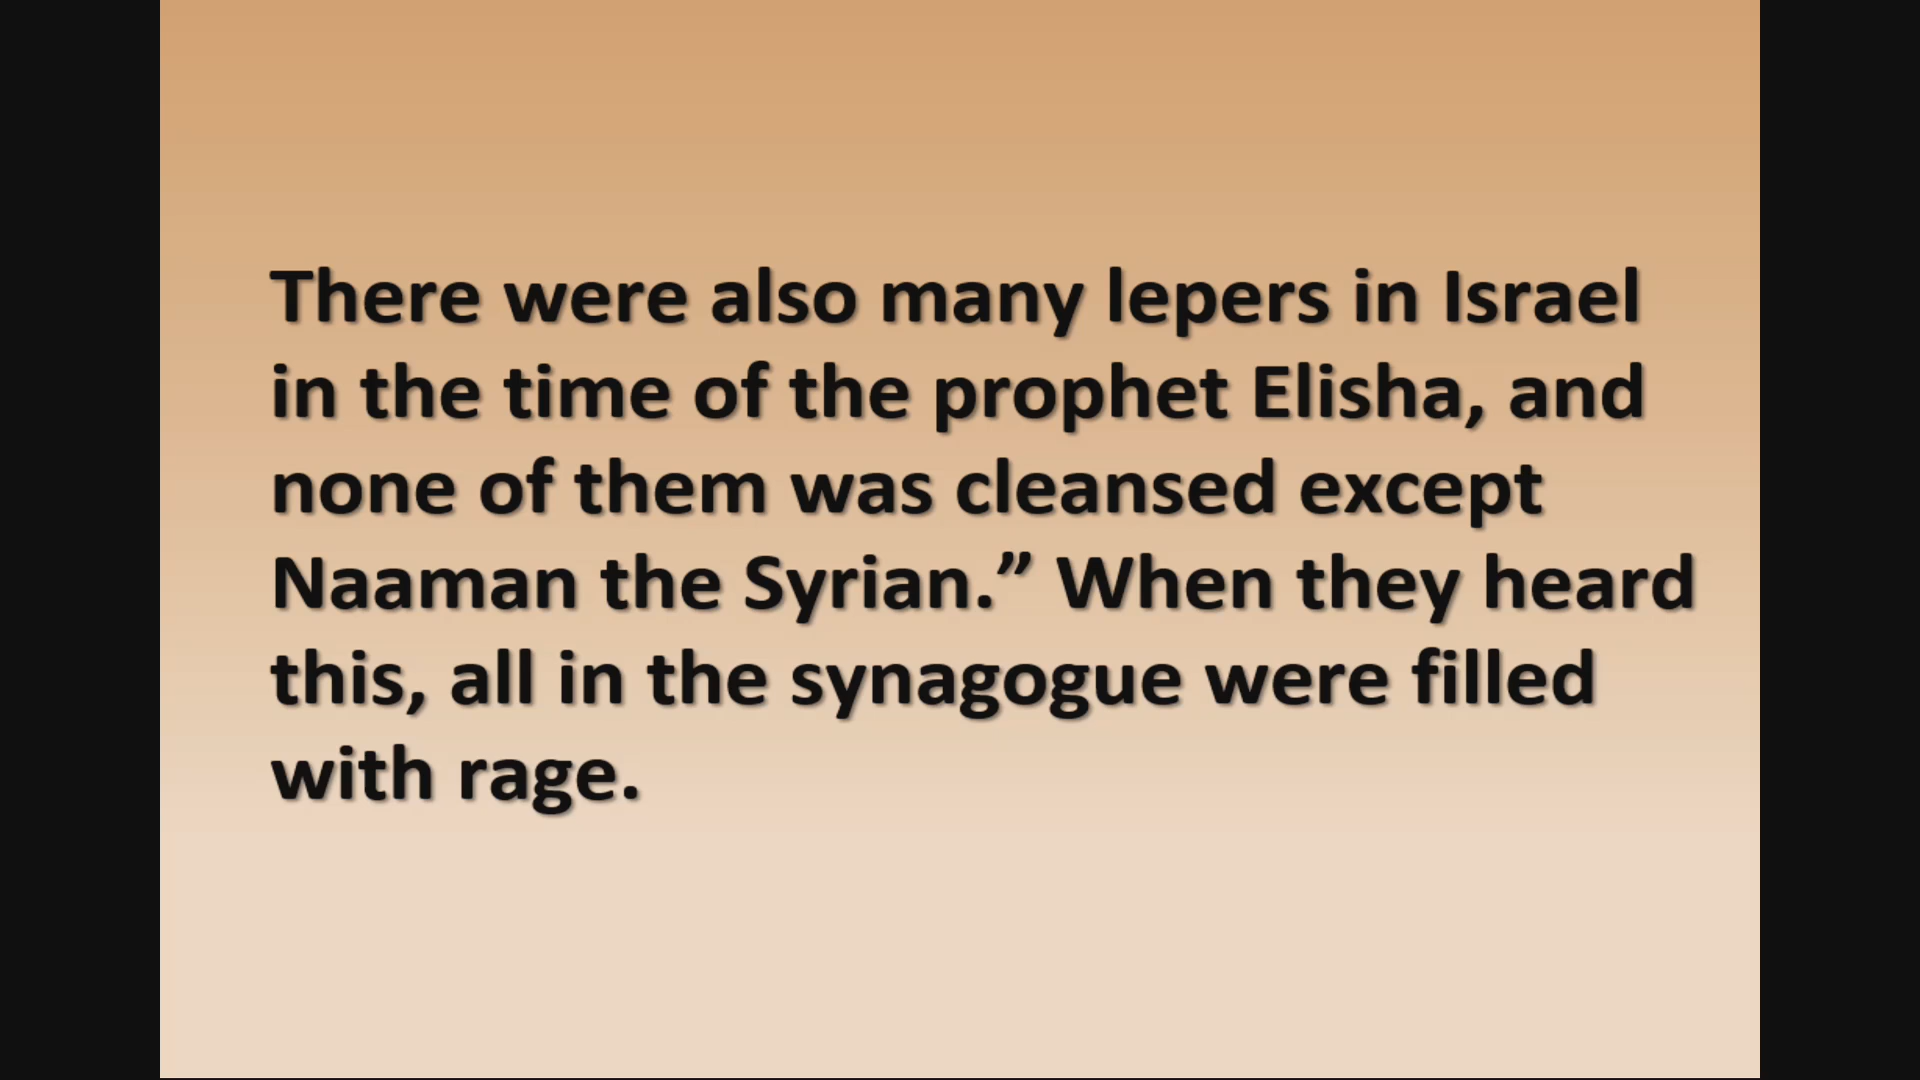 There were also many lepers in Israel
in the time of the prophet Elisha, and
none of them was cleansed except
Naaman the Syrian.” When they heard
this, all in the synagogue were filled
with rage.